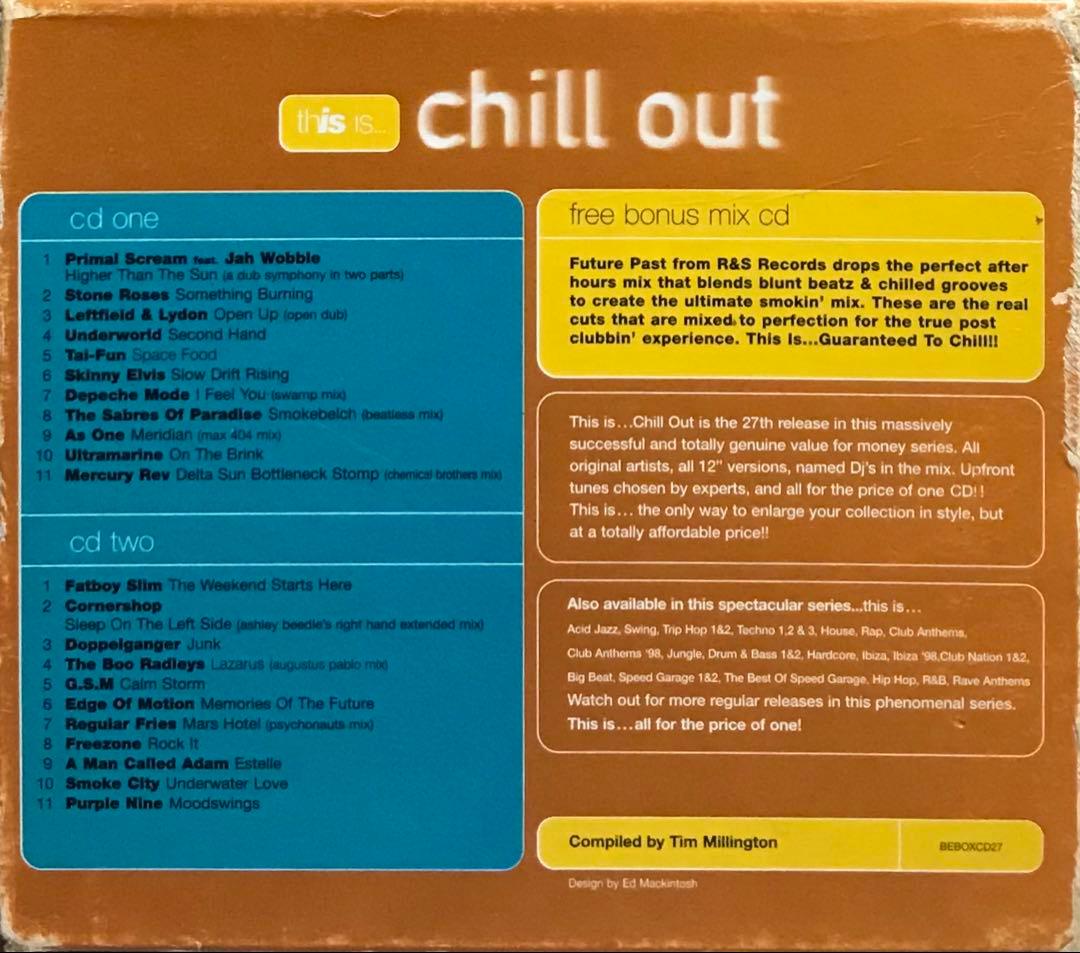 this is... chill out
cd one
1 Primal Scream feat. Jah Wobble
Higher Than The Sun (a dub symphony in two parts)
2 Stone Roses Something Burning
3 Leftfield & Lydon Open Up (open dub)
4 Underworld Second Hand
5 Tai-Fun Space Food
6 Skinny Elvis Slow Drift Rising
7 Depeche Mode I Feel You (swamp mix)
8 The Sabres Of Paradise Smokebelch (beatless mix)
9 As One Meridian (max 404 mix)
10 Ultramarine On The Brink
11 Mercury Rev Delta Sun Bottleneck Stomp (chemical brothers mix)
cd two
1 Fatboy Slim The Weekend Starts Here
2 Cornershop
Sleep On The Left Side (ashley beedle's right hand extended mix)
3 Doppelganger Junk
4 The Boo Radleys Lazarus (augustus pablo mix)
5 G.S.M Calm Storm
6 Edge Of Motion Memories Of The Future
7 Regular Fries Mars Hotel (psychonauts mix)
8 Freezone Rock It
9 A Man Called Adam Estelle
10 Smoke City Underwater Love
11 Purple Nine Moodswings
free bonus mix cd
Future Past from R&S Records drops the perfect after
hours mix that blends blunt beatz & chilled grooves
to create the ultimate smokin' mix. These are the real
cuts that are mixed to perfection for the true post
clubbin' experience. This Is...Guaranteed To Chill!!
This is...Chill Out is the 27th release in this massively
successful and totally genuine value for money series. All
original artists, all 12" versions, named Dj's in the mix. Upfront
tunes chosen by experts, and all for the price of one CD!!
This is... the only way to enlarge your collection in style, but
at a totally affordable price!!
Also available in this spectacular series...this is...
Acid Jazz, Swing, Trip Hop 1&2, Techno 1,2 & 3, House, Rap, Club Anthems,
Club Anthems '98, Jungle, Drum & Bass 1&2, Hardcore, Ibiza, Ibiza '98,Club Nation 1&2,
Big Beat, Speed Garage 1&2, The Best Of Speed Garage, Hip Hop, R&B, Rave Anthems
Watch out for more regular releases in this phenomenal series.
This is...all for the price of one!
Compiled by Tim Millington
BEBOXCD27
Design by Ed Mackintosh